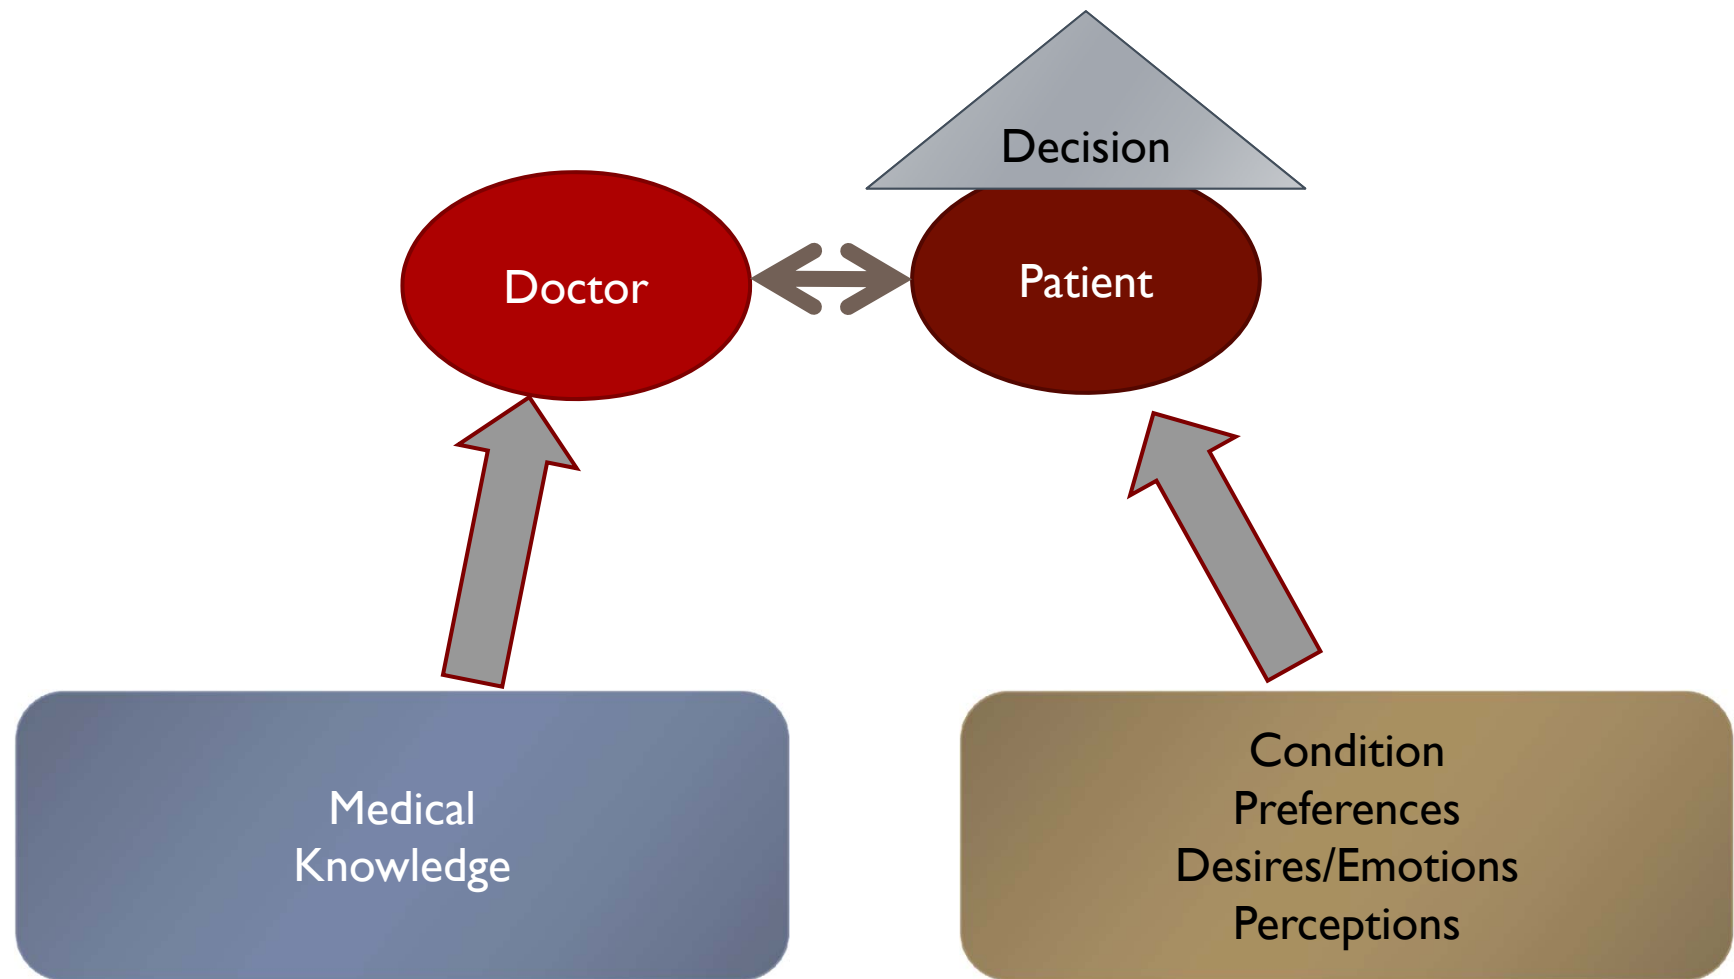 Decision
Doctor
Patient
Medical
Knowledge
Condition
Preferences
Desires/Emotions
Perceptions